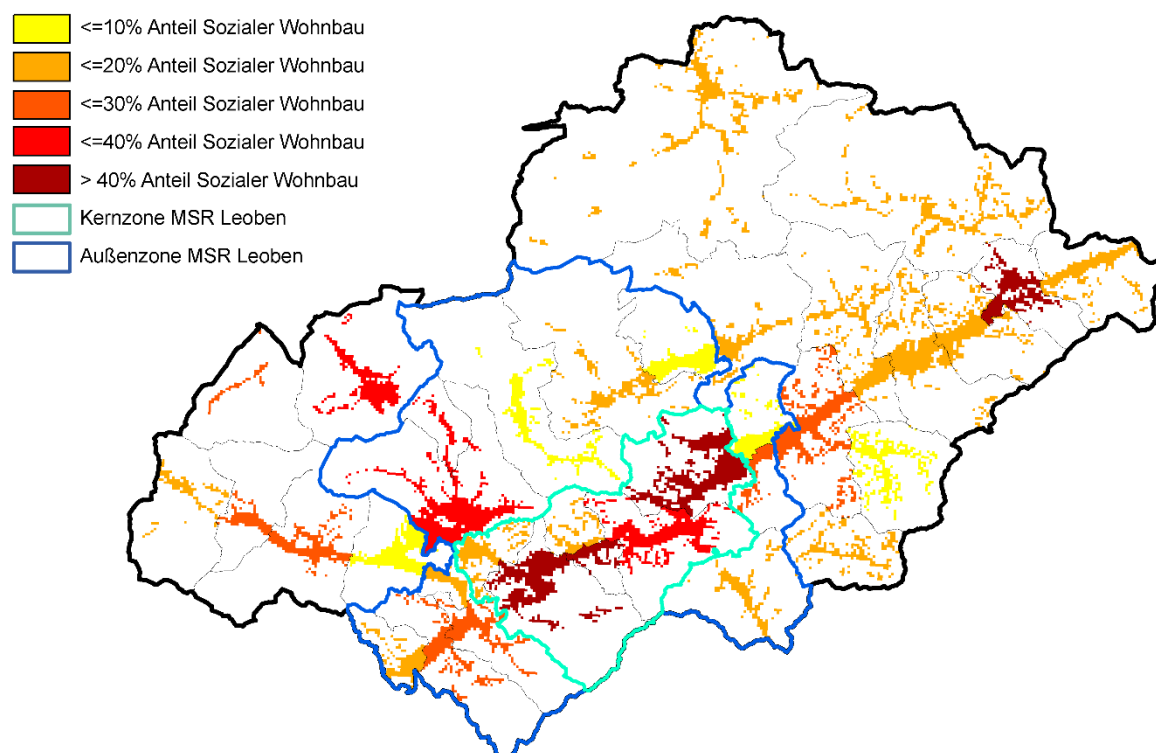 <=10% Anteil Sozialer Wohnbau
<=20% Anteil Sozialer Wohnbau
<=30% Anteil Sozialer Wohnbau
<=40% Anteil Sozialer Wohnbau
> 40% Anteil Sozialer Wohnbau
Kernzone MSR Leoben
Außenzone MSR Leoben